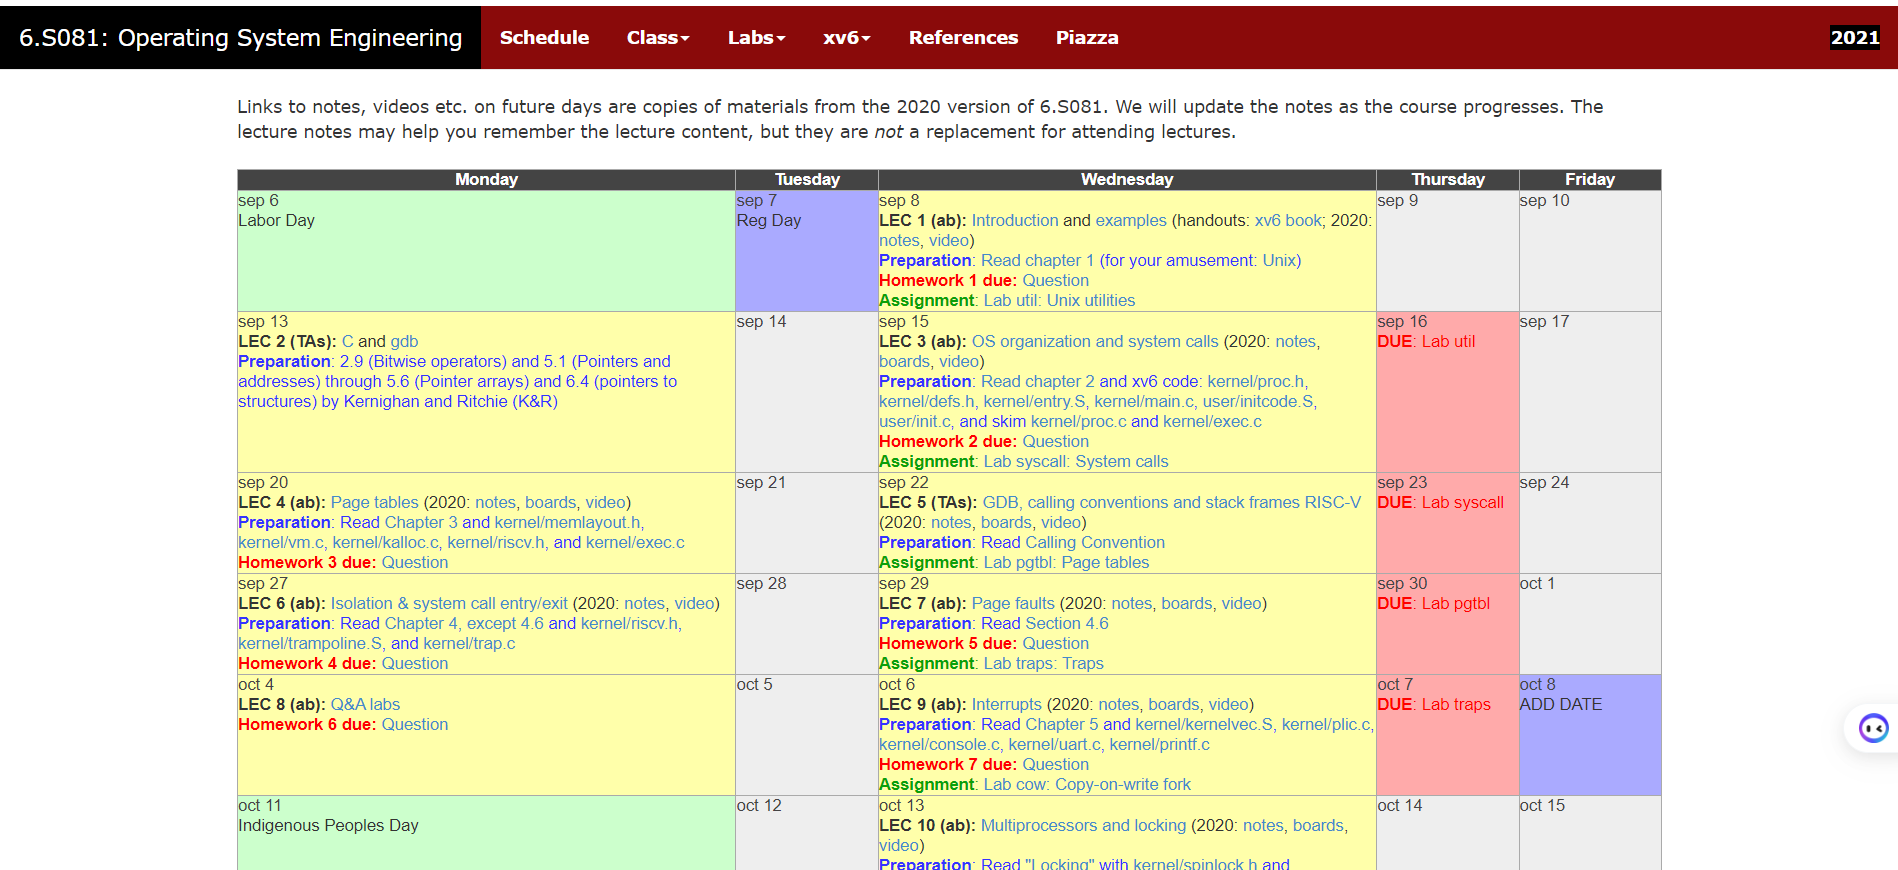 6.S081: Operating System Engineering Schedule Class Labs xv6 References Piazza 2021
Links to notes, videos etc. on future days are copies of materials from the 2020 version of 6.S081. We will update the notes as the course progresses. The
lecture notes may help you remember the lecture content, but they are not a replacement for attending lectures.
Monday Tuesday Wednesday Thursday Friday
sep 6
Labor Day
sep 7
Reg Day
sep 8
LEC 1 (ab): Introduction and examples (handouts: xv6 book; 2020:
notes, video)
Preparation: Read chapter 1 (for your amusement: Unix)
Homework 1 due: Question
Assignment: Lab util: Unix utilities
sep 9
sep 10
sep 13
LEC 2 (TAs): C and gdb
Preparation: 2.9 (Bitwise operators) and 5.1 (Pointers and
addresses) through 5.6 (Pointer arrays) and 6.4 (pointers to
structures) by Kernighan and Ritchie (K&R)
sep 14
sep 15
LEC 3 (ab): OS organization and system calls (2020: notes,
boards, video)
Preparation: Read chapter 2 and xv6 code: kernel/proc.h,
kernel/defs.h, kernel/entry.S, kernel/main.c, user/initcode.S,
user/init.c, and skim kernel/proc.c and kernel/exec.c
Homework 2 due: Question
Assignment: Lab syscall: System calls
sep 16
DUE: Lab util
sep 17
sep 20
LEC 4 (ab): Page tables (2020: notes, boards, video)
Preparation: Read Chapter 3 and kernel/memlayout.h,
kernel/vm.c, kernel/kalloc.c, kernel/riscv.h, and kernel/exec.c
Homework 3 due: Question
sep 21
sep 22
LEC 5 (TAs): GDB, calling conventions and stack frames RISC-V
(2020: notes, boards, video)
Preparation: Read Calling Convention
Assignment: Lab pgtbl: Page tables
sep 23
DUE: Lab syscall
sep 24
sep 27
LEC 6 (ab): Isolation & system call entry/exit (2020: notes, video)
Preparation: Read Chapter 4, except 4.6 and kernel/riscv.h,
kernel/trampoline.S, and kernel/trap.c
Homework 4 due: Question
sep 28
sep 29
LEC 7 (ab): Page faults (2020: notes, boards, video)
Preparation: Read Section 4.6
Homework 5 due: Question
Assignment: Lab traps: Traps
sep 30
DUE: Lab pgtbl
oct 1
oct 4
LEC 8 (ab): Q&A labs
Homework 6 due: Question
oct 5
oct 6
LEC 9 (ab): Interrupts (2020: notes, boards, video)
Preparation: Read Chapter 5 and kernel/kernelvec.S, kernel/plic.c,
kernel/console.c, kernel/uart.c, kernel/printf.c
Homework 7 due: Question
Assignment: Lab cow: Copy-on-write fork
oct 7
DUE: Lab traps
oct 8
ADD DATE
oct 11
Indigenous Peoples Day
oct 12
oct 13
LEC 10 (ab): Multiprocessors and locking (2020: notes, boards,
video)
Preparation: Read "Locking" with kernel/spinlock.h and
oct 14
oct 15